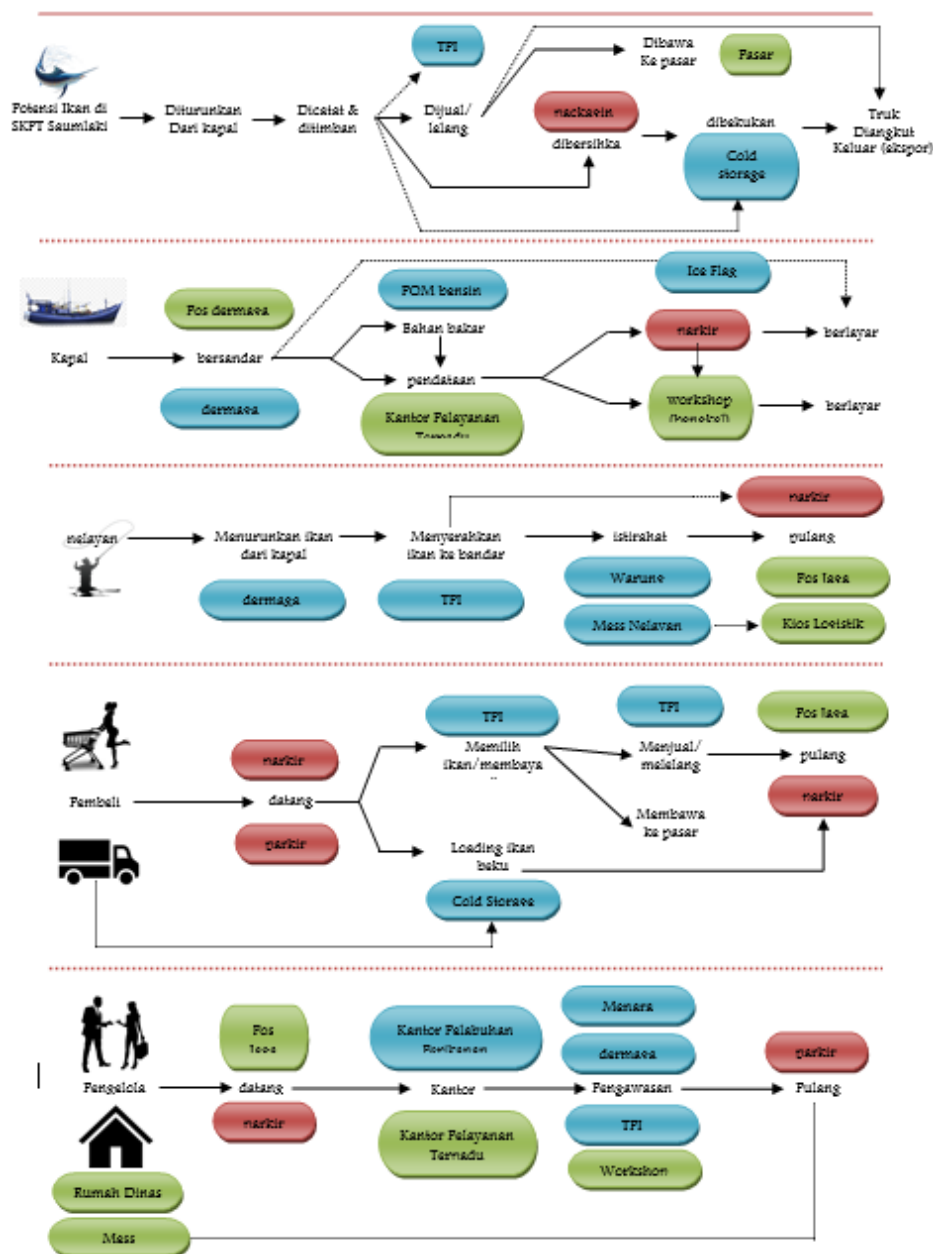 TPI
Dibawa
Ke pasar
Pasar
Potensi Ikan di
SKPT Saumlaki
Diturunkan
Dari kapal
Dicatat &
ditimban
Dijual/
lelang
dibersihka
dibekukan
Cold
storage
Truk
Diangkut
Keluar (ekspor)
Ice Flag
POM bensin
Pos dermaga
Bahan bakar
parkir
berlayar
Kapal
bersandar
pendataan
dermaga
Kantor Pelayanan
workshop
berlayar
parkir
nelayan
Menurunkan ikan
dari kapal
Menyerahkan
ikan ke bandar
istirahat
pulang
dermaga
TPI
Warung
Pos Jaga
Mess Nelayan
Kios Logistik
TPI
TPI
Pos Jaga
parkir
Memilih
ikan/membaya
Menjual/
melelang
pulang
Pembeli
datang
parkir
parkir
Membawa
ke pasar
Loading ikan
beku
Cold Storage
Menara
Pos
Kantor Pelabuhan
dermaga
parkir
Pengelola
datang
Kantor
Pengawasan
Pulang
parkir
Kantor Pelayanan
Terpadu
TPI
Workshop
Rumah Dinas
Mess